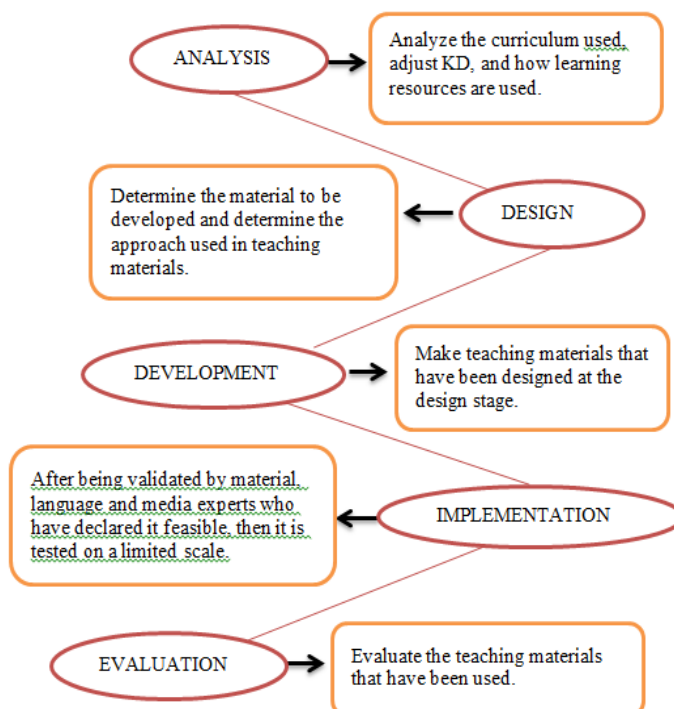 ANALYSIS
Analyze the curriculum used,
adjust KD, and how learning
resources are used.
Determine the material to be
developed and determine the
approach used in teaching
materials.
DESIGN
DEVELOPMENT
Make teaching materials that
have been designed at the
design stage.
After being validated by material,
language and media experts who
have declared it feasible, then it is
tested on a limited scale.
IMPLEMENTATION
EVALUATION
Evaluate the teaching materials
that have been used.